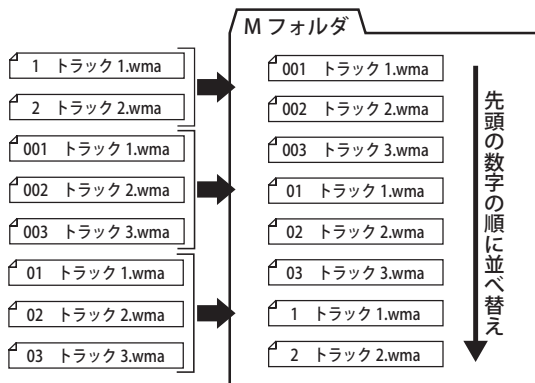 M フォルダ
1 トラック 1.wma
2 トラック 2.wma
001 トラック 1.wma
002 トラック 2.wma
003 トラック 3.wma
01 トラック 1.wma
02 トラック 2.wma
03 トラック 3.wma
001 トラック 1.wma
002 トラック 2.wma
003 トラック 3.wma
01 トラック 1.wma
02 トラック 2.wma
03 トラック 3.wma
1 トラック 1.wma
2 トラック 2.wma
先頭の数字の順に並べ替え